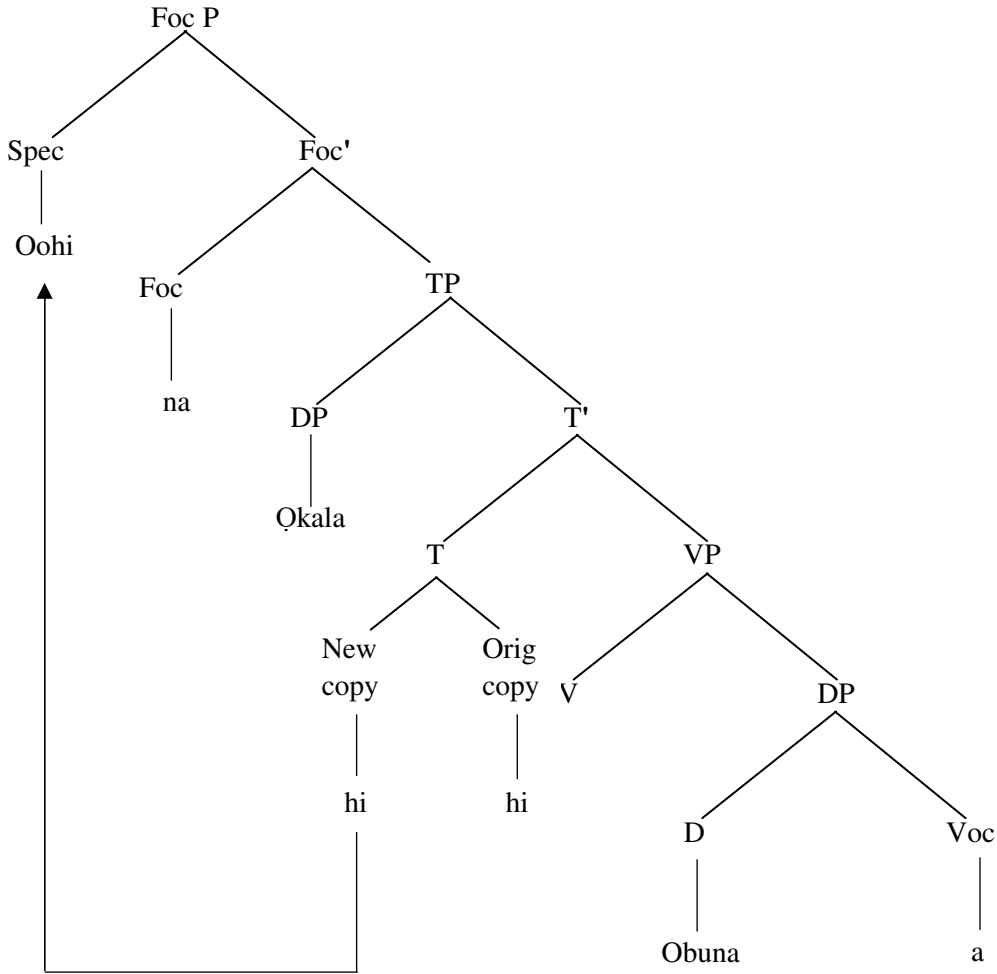 Foc P
Spec Foc'
Oohi
Foc TP
na
DP T'
Ọkala
T VP
New Orig
copy copy V DP
hi hi
D Voc
Obuna a